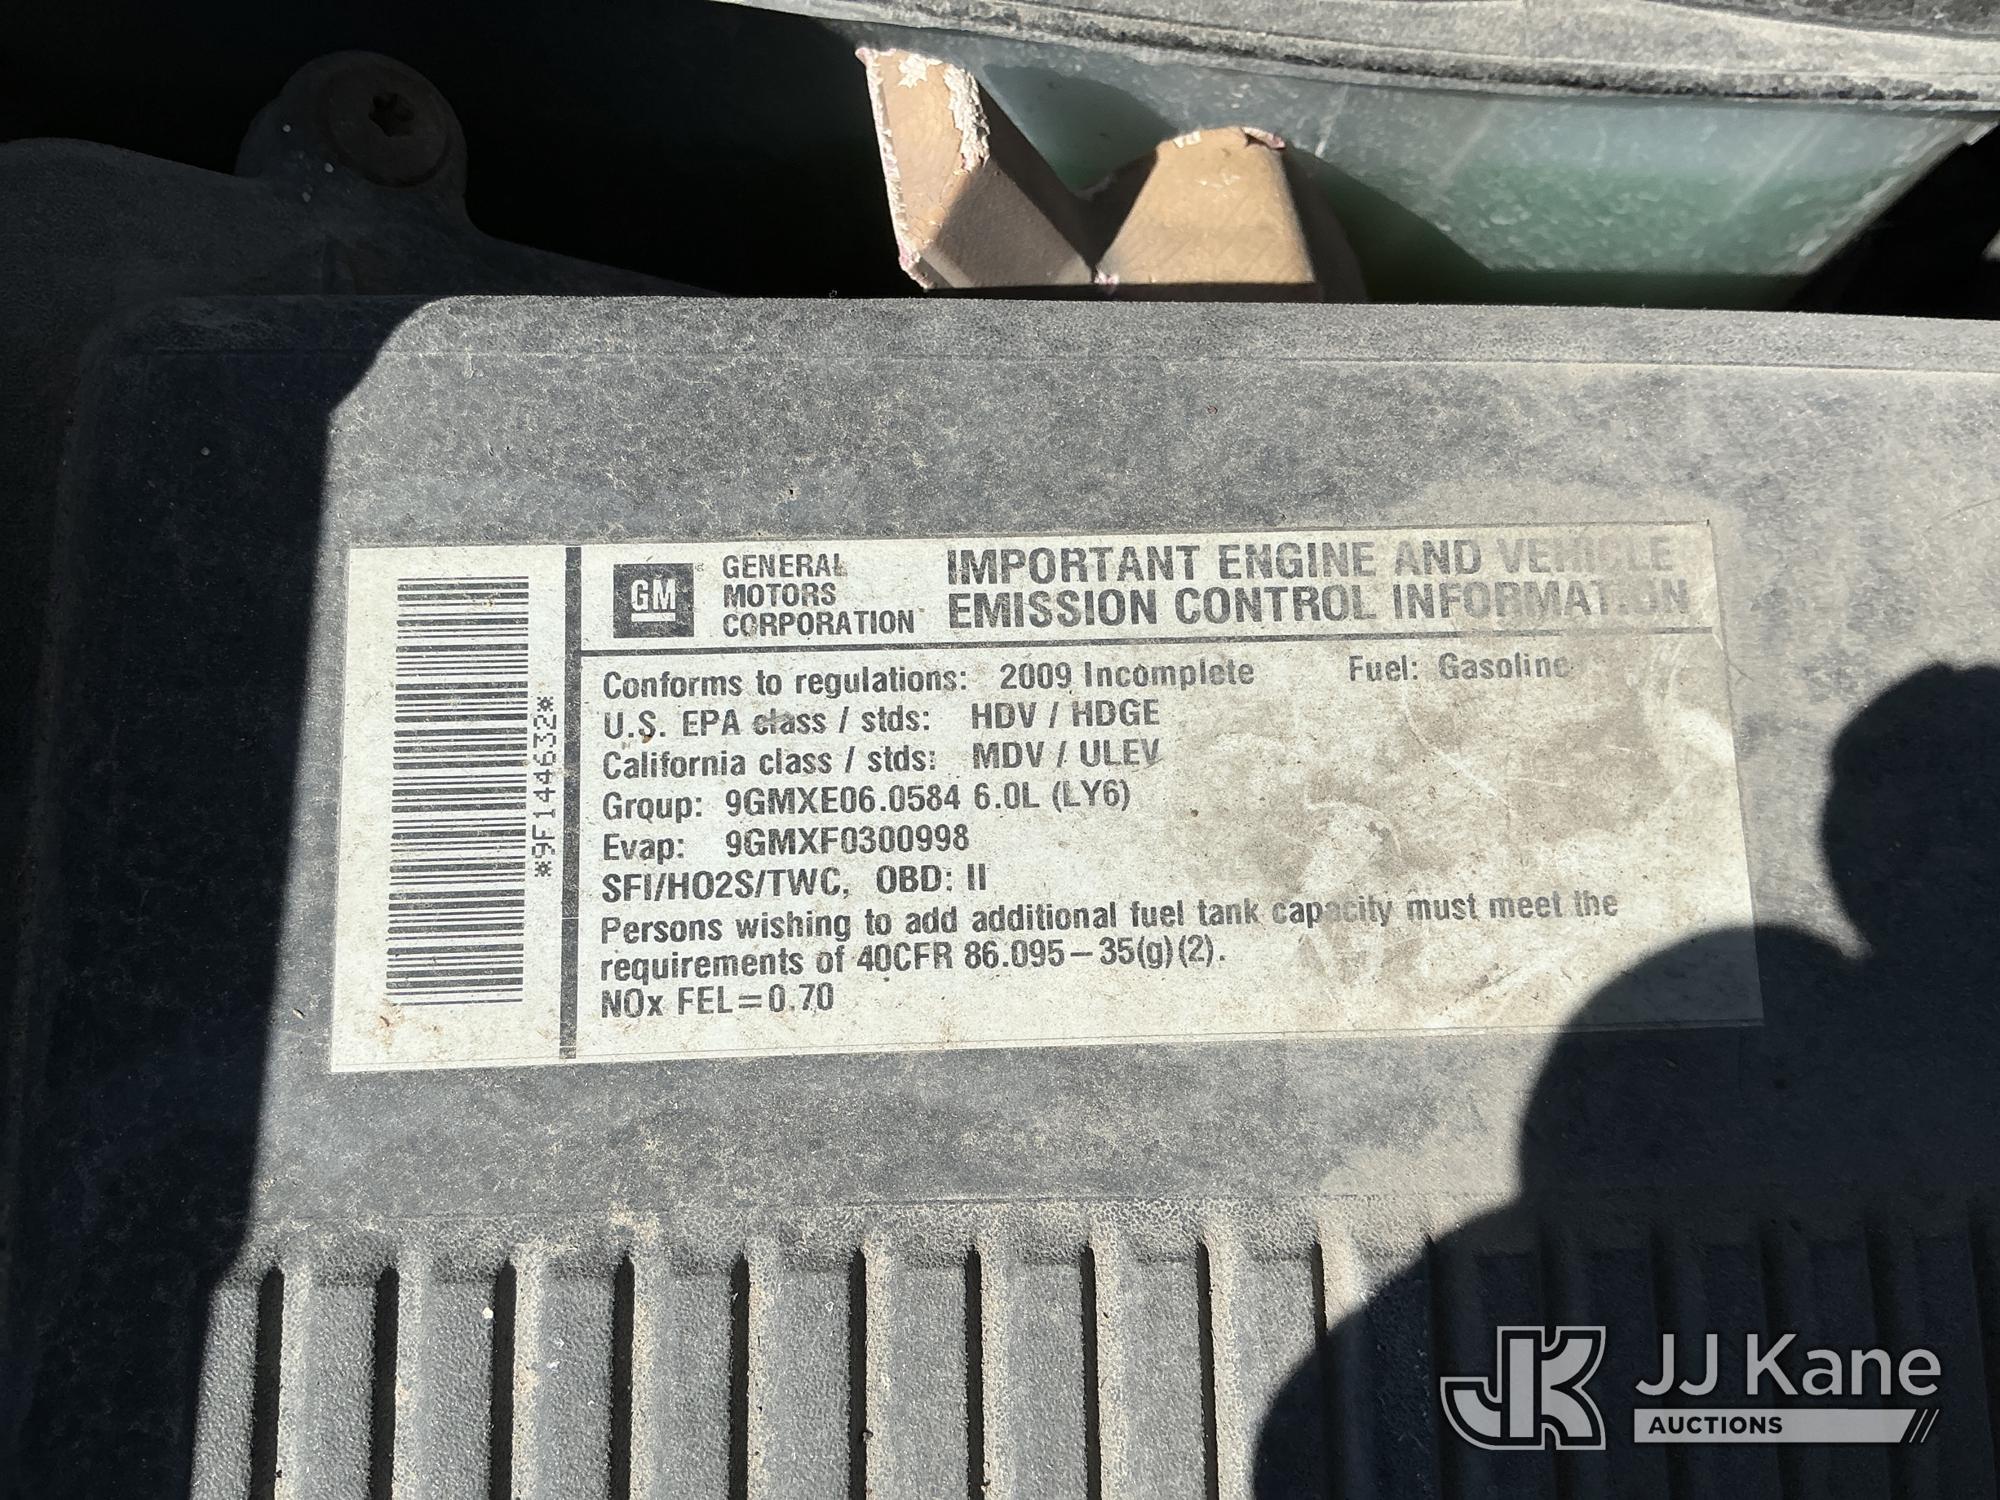 GM
GENERAL
MOTORS
CORPORATION
IMPORTANT ENGINE AND VEHICLE
EMISSION CONTROL INFORMATION
Conforms to regulations: 2009 Incomplete Fuel: Gasoline
U.S. EPA class / stds: HDV / HDGE
California class / stds: MDV / ULEV
Group: 9GMXE06.0584 6.0L (LY6)
Evap: 9GMXF0300998
SFI/HO2S/TWC, OBD: II
Persons wishing to add additional fuel tank capacity must meet the
requirements of 40CFR 86.095–35(g)(2).
NOx FEL=0.70
*9F144632*
JK JJ Kane
AUCTIONS